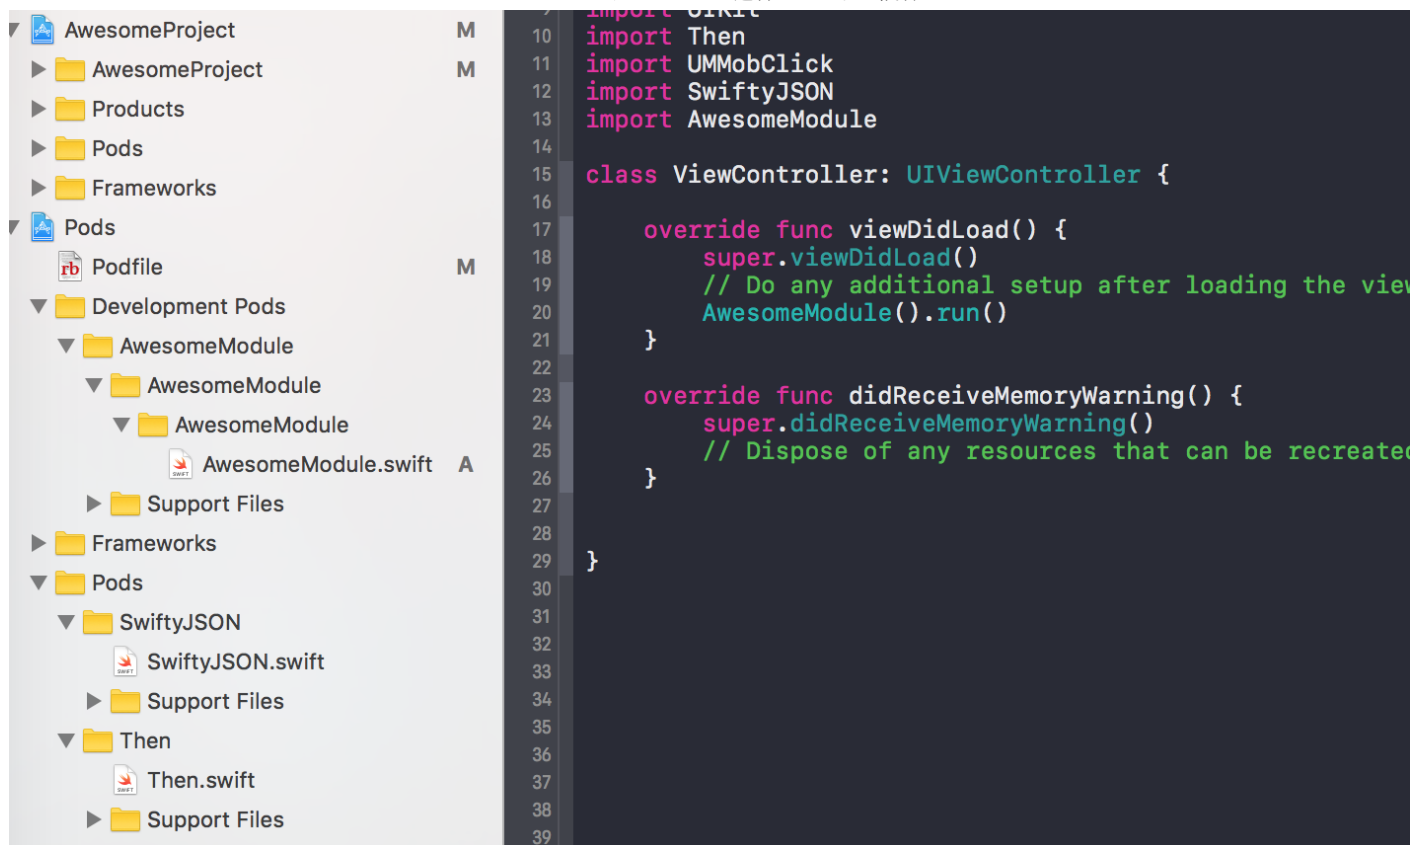 AwesomeProject M
AwesomeProject M
Products
Pods
Frameworks
Pods
Podfile M
Development Pods
AwesomeModule
AwesomeModule
AwesomeModule
AwesomeModule.swift A
Support Files
Frameworks
Pods
SwiftyJSON
SwiftyJSON.swift
Support Files
Then
Then.swift
Support Files
9 import UIKit
10 import Then
11 import UMMobClick
12 import SwiftyJSON
13 import AwesomeModule
14
15 class ViewController: UIViewController {
16
17 override func viewDidLoad() {
18 super.viewDidLoad()
19 // Do any additional setup after loading the view
20 AwesomeModule().run()
21 }
22
23 override func didReceiveMemoryWarning() {
24 super.didReceiveMemoryWarning()
25 // Dispose of any resources that can be recreated
26 }
27
28
29 }
30
31
32
33
34
35
36
37
38
39